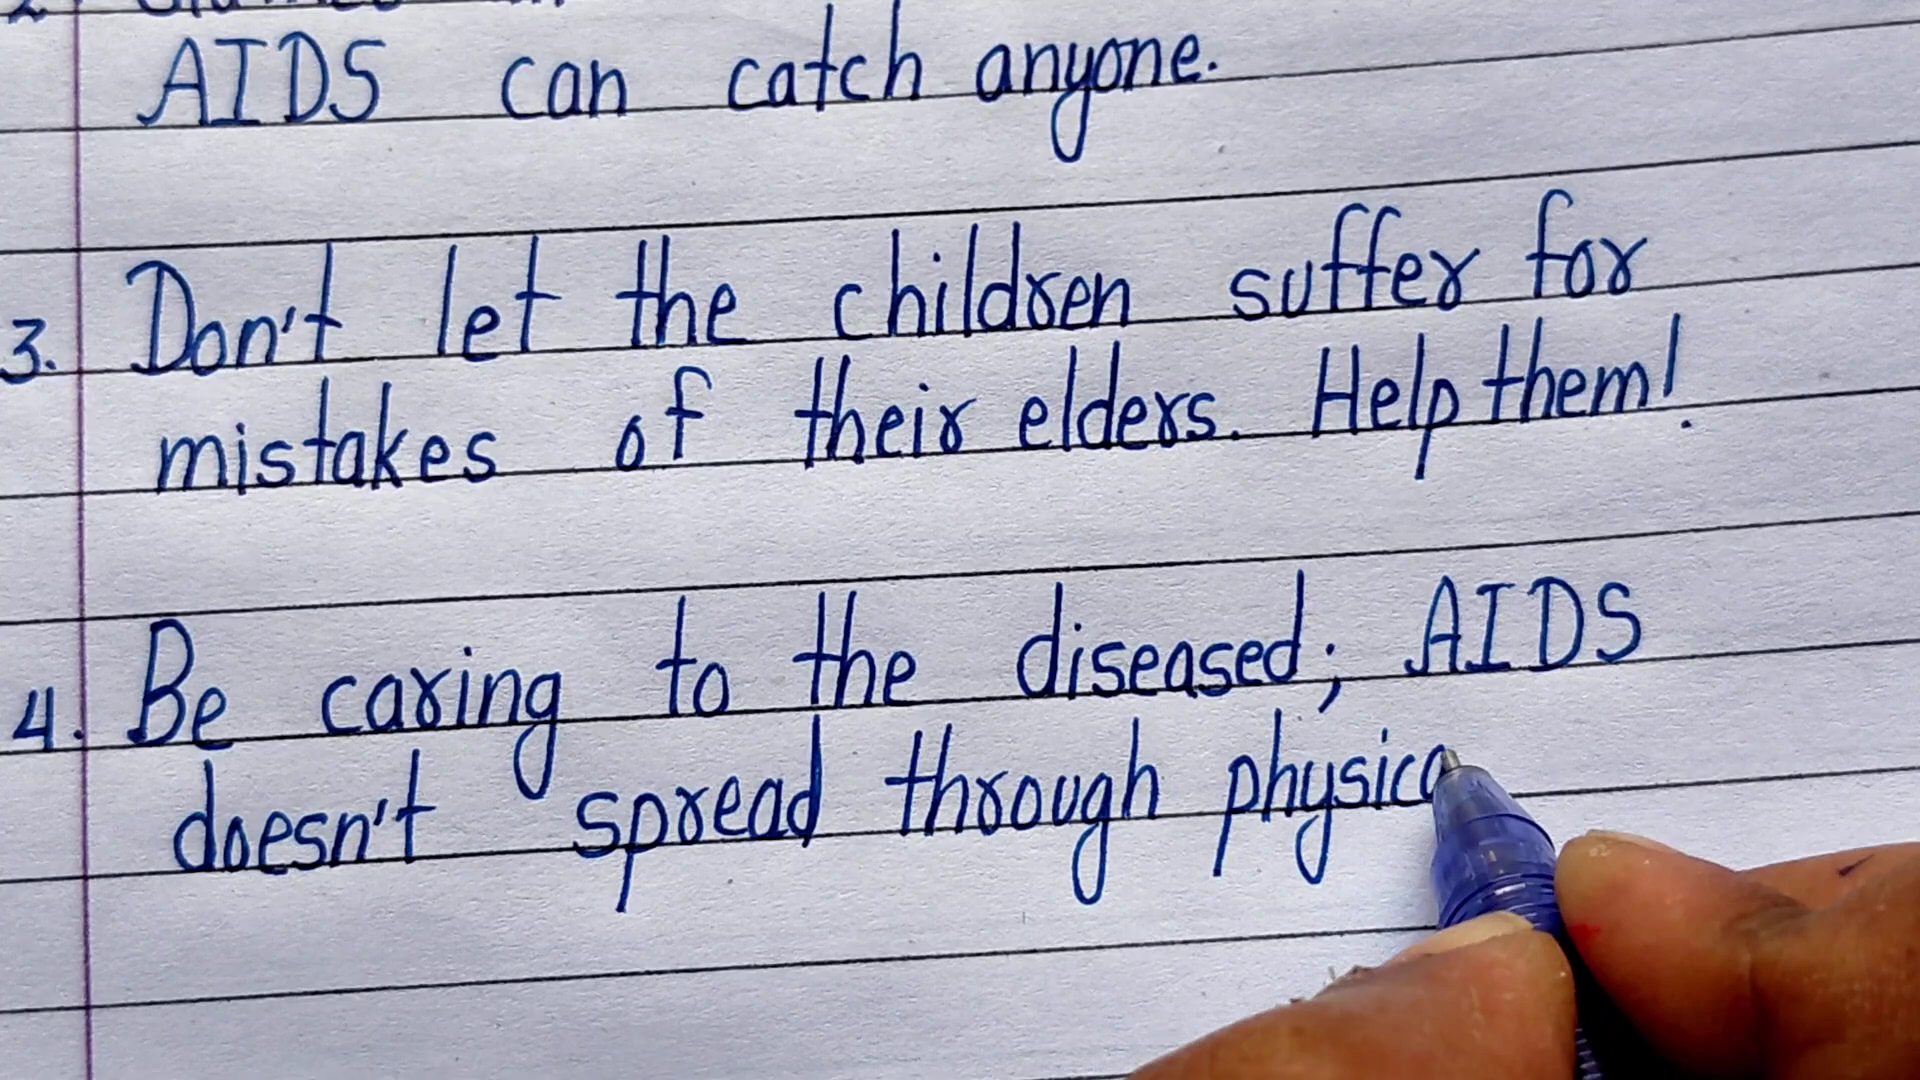 2.
AIDS can catch anyone.
3. Don't let the children suffer for
mistakes of their elders. Help them!
4. Be caring to the diseased; AIDS
doesn't spread through physica